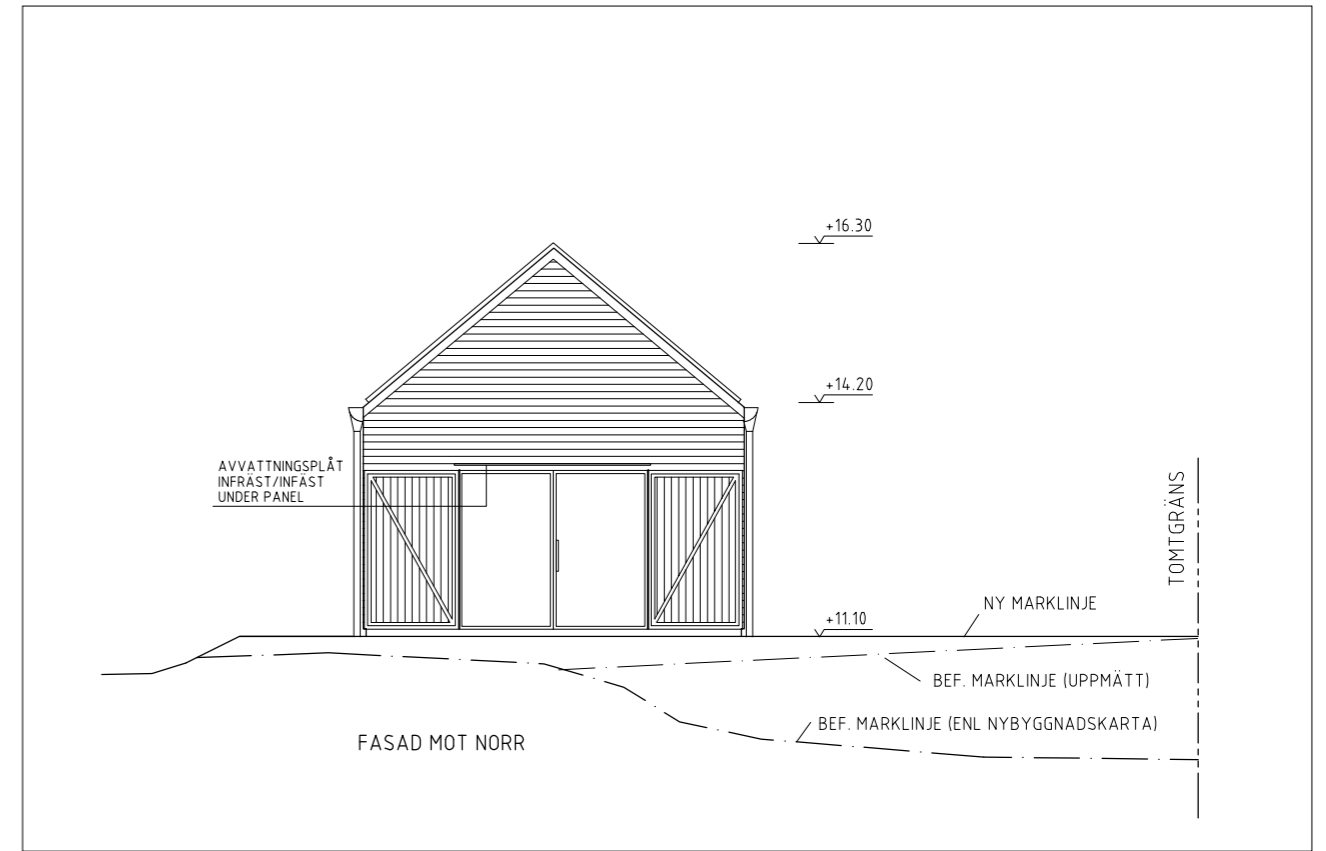 +16.30
+14.20
AVVATTNINGSPLÅT
INFRÄST/INFÄST
UNDER PANEL
TOMTGRÄNS
NY MARKLINJE
+11.10
BEF. MARKLINJE (UPPMÄTT)
BEF. MARKLINJE (ENL NYBYGGNADSKARTA)
FASAD MOT NORR